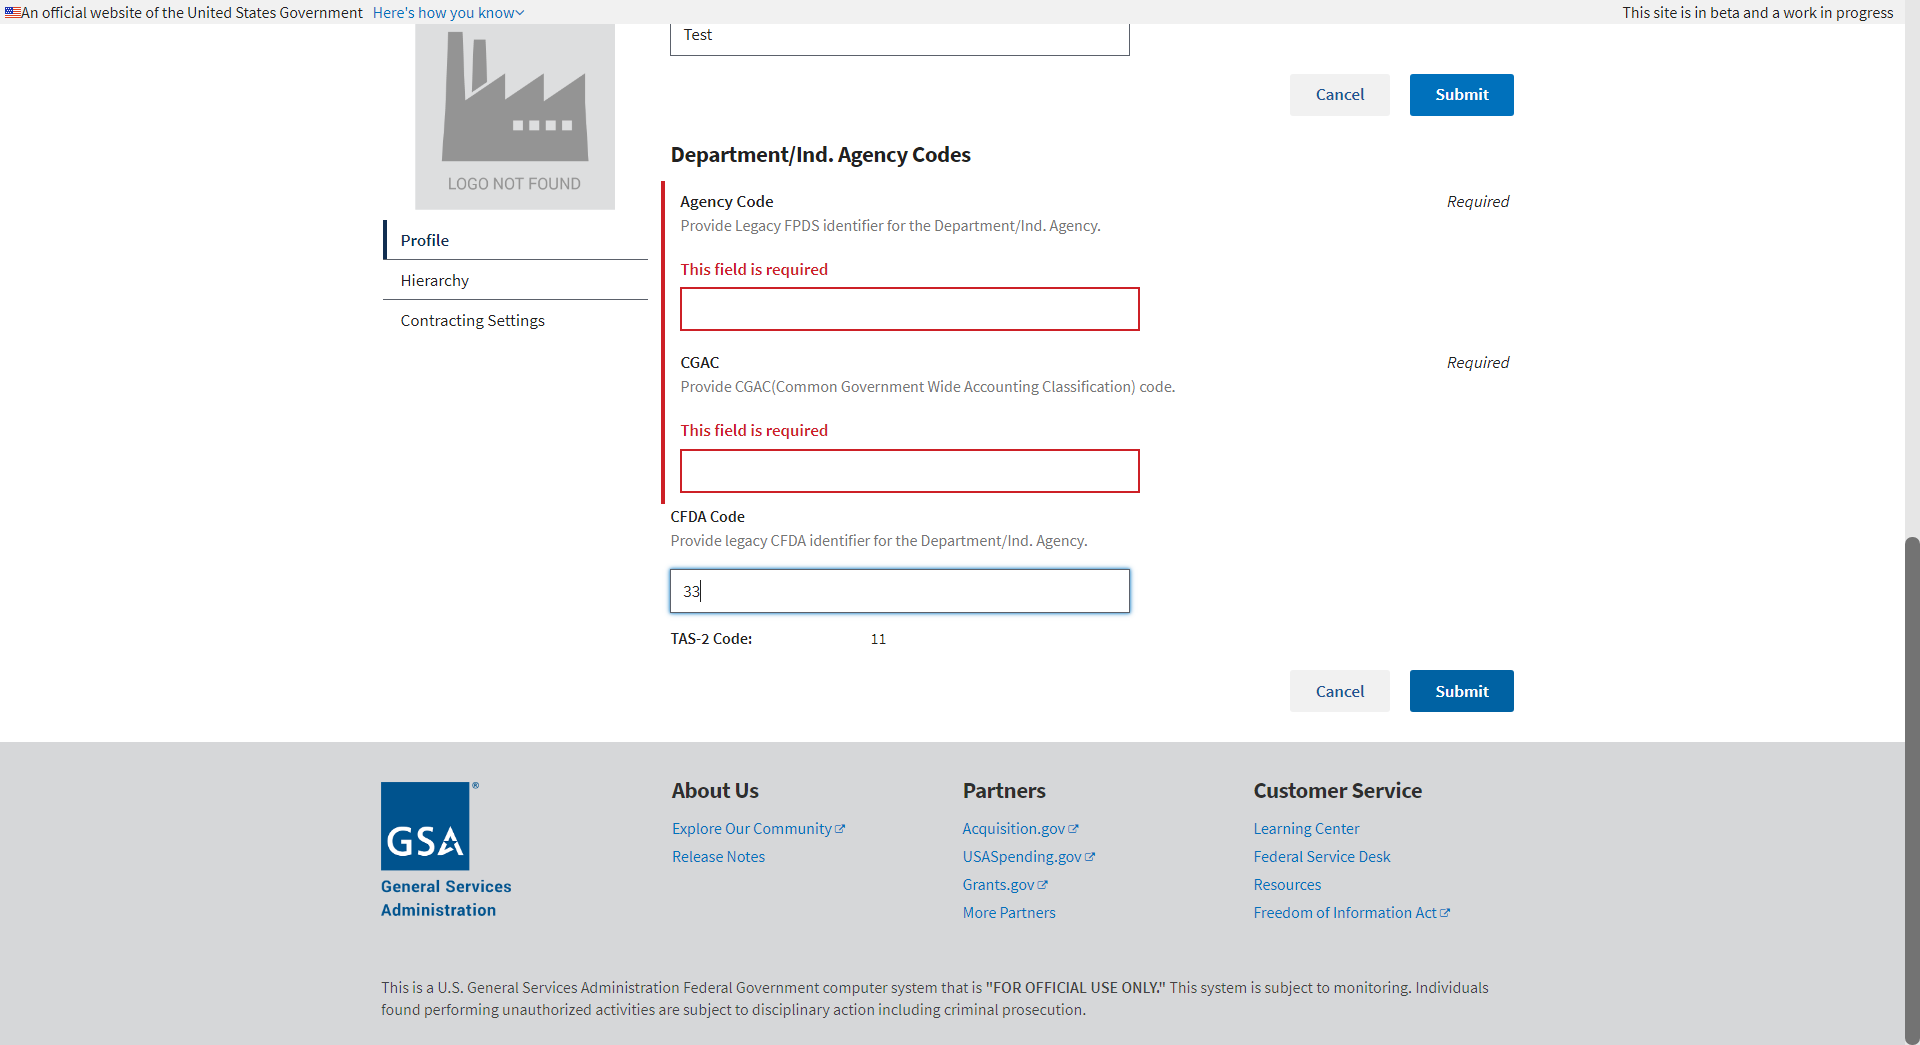 An official website of the United States Government Here's how you know
This site is in beta and a work in progress
Test
LOGO NOT FOUND
Profile
Hierarchy
Contracting Settings
Cancel
Submit
Department/Ind. Agency Codes
Agency Code
Required
Provide Legacy FPDS identifier for the Department/Ind. Agency.
This field is required
CGAC
Required
Provide CGAC(Common Government Wide Accounting Classification) code.
This field is required
CFDA Code
Provide legacy CFDA identifier for the Department/Ind. Agency.
33
TAS-2 Code: 11
Cancel
Submit
GSA ®
General Services
Administration
About Us
Explore Our Community
Release Notes
Partners
Acquisition.gov
USASpending.gov
Grants.gov
More Partners
Customer Service
Learning Center
Federal Service Desk
Resources
Freedom of Information Act
This is a U.S. General Services Administration Federal Government computer system that is "FOR OFFICIAL USE ONLY." This system is subject to monitoring. Individuals
found performing unauthorized activities are subject to disciplinary action including criminal prosecution.